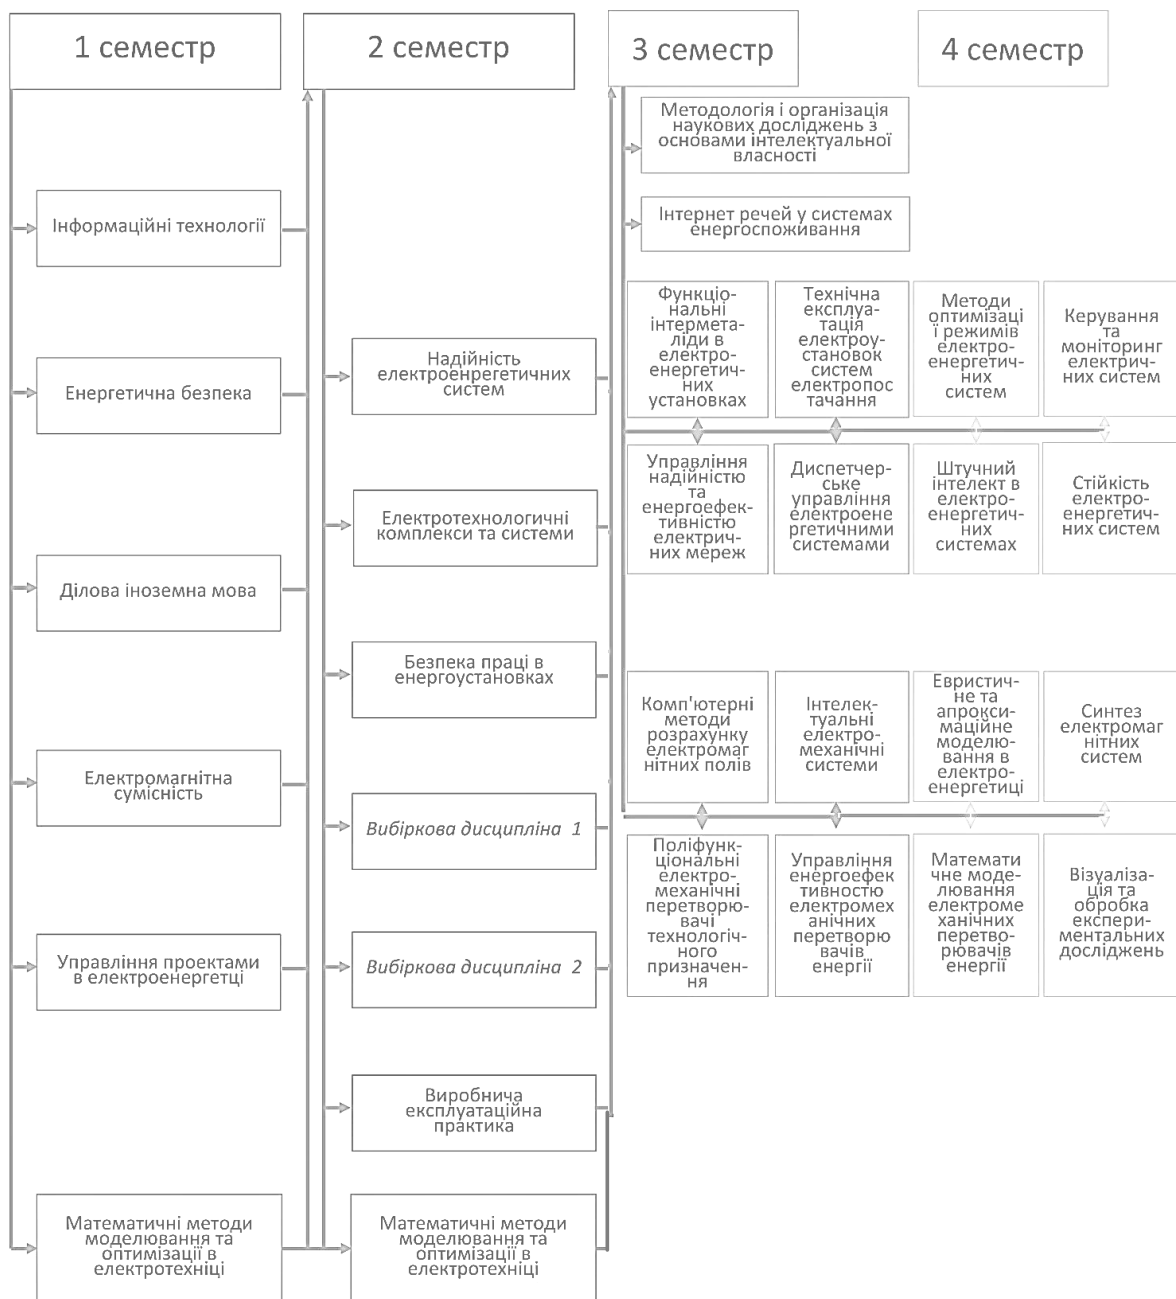 1 семестр
2 семестр
3 семестр
4 семестр
Інформаційні технології
Енергетична безпека
Ділова іноземна мова
Електромагнітна
сумісність
Управління проектами
в електроенергетці
Математичні методи
моделювання та
оптимізації в
електротехніці
Надійність
електроенрегетичних
систем
Електротехнологичні
комплекси та системи
Безпека праці в
енергоустановках
Вибіркова дисципліна 1
Вибіркова дисципліна 2
Виробнича
експлуатаційна
практика
Математичні методи
моделювання та
оптимізації в
електротехніці
Методологія і організація
наукових досліджень з
основами інтелектуальної
власності
Інтернет речей у системах
енергоспоживання
Функціо-
нальні
інтермета-
ліди в
електро-
енергетич-
них
установках
Технічна
експлуа-
тація
електроу-
становок
систем
електропос
тачання
Методи
оптимізаці
ї режимів
електро-
енергетич-
них
систем
Керування
та
моніторинг
електрич-
них систем
Управління
надійністю
та
енергоефек-
тивністю
електрич-
них мереж
Диспетчер-
ське
управління
електроене
ргетичними
системами
Штучний
інтелект в
електро-
енергетич-
них
системах
Стійкість
електро-
енергетич-
них систем
Комп'ютерні
методи
розрахунку
електромаг
нітних полів
Інтелек-
туальні
електро-
механічні
системи
Евристич-
не та
апрокси-
маційне
моделю-
вання в
електро-
енергетиці
Синтез
електромаг
нітних
систем
Поліфунк-
ціональні
електро-
механічні
перетворю-
вачі
технологіч-
ного
призначен-
ня
Управління
енергоефек
тивностю
електромех
анічних
перетворю
вачів
енергії
Математи
чне моде-
лювання
електроме
ханічних
перетво-
рювачів
енергії
Візуаліза-
ція та
обробка
експери-
ментальних
досліджень